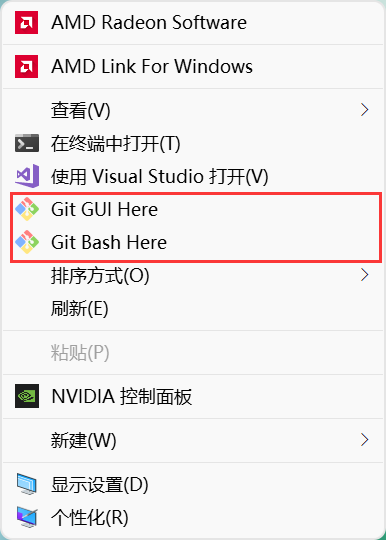 AMD Radeon Software
AMD Link For Windows
查看(V)
在终端中打开(T)
使用 Visual Studio 打开(V)
Git GUI Here
Git Bash Here
排序方式(O)
刷新(E)
粘贴(P)
NVIDIA 控制面板
新建(W)
显示设置(D)
个性化(R)